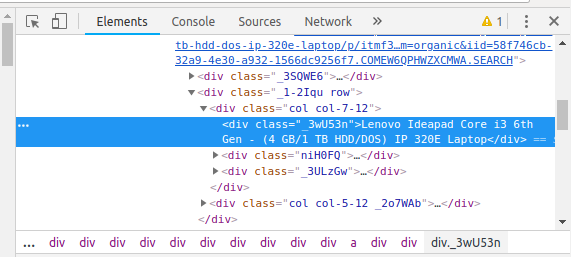 Elements Console Sources 1
tb-hdd-dos-ip-320e-laptop/p/itmf3…m=organic&iid=58f746cb-
32a9-4e30-a932-1566dc9256f7.COMEW6QPHWZXCMWA.SEARCH">
<div class="_3SQWE6">…</div>
<div class="_1-2Iqu row">
<div class="col col-7-12">
… <div class="_3wU53n">Lenovo Ideapad Core i3 6th
Gen - (4 GB/1 TB HDD/DOS) IP 320E Laptop</div> ==
<div class="niH0FQ">…</div>
<div class="_3ULzGw">…</div>
</div>
<div class="col col-5-12 _2o7WAb">…</div>
</div>
… div div div div div div div div div a div div div._3wU53n